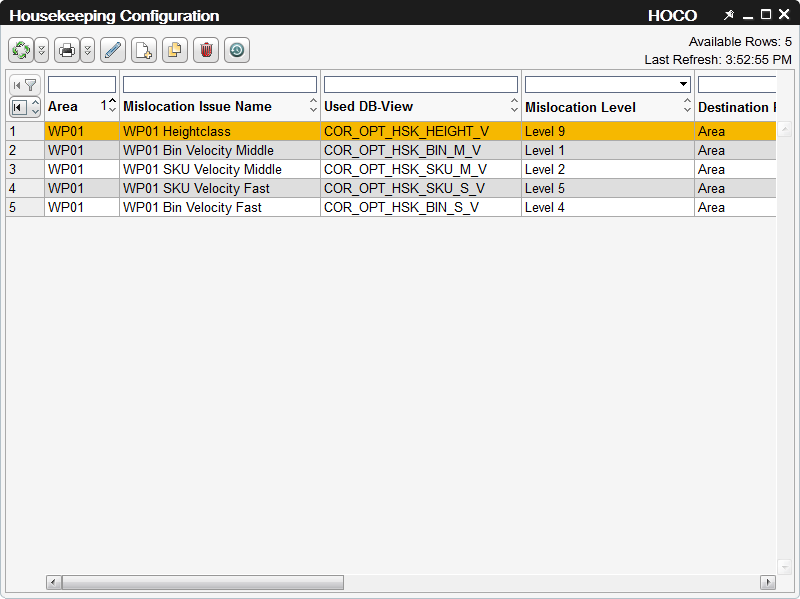 Housekeeping Configuration HOCO
Available Rows: 5
Last Refresh: 3:52:55 PM
Area 1 Mislocation Issue Name Used DB-View Mislocation Level Destination
1 WP01 WP01 Heightclass COR_OPT_HSK_HEIGHT_V Level 9 Area
2 WP01 WP01 Bin Velocity Middle COR_OPT_HSK_BIN_M_V Level 1 Area
3 WP01 WP01 SKU Velocity Middle COR_OPT_HSK_SKU_M_V Level 2 Area
4 WP01 WP01 SKU Velocity Fast COR_OPT_HSK_SKU_S_V Level 5 Area
5 WP01 WP01 Bin Velocity Fast COR_OPT_HSK_BIN_S_V Level 4 Area